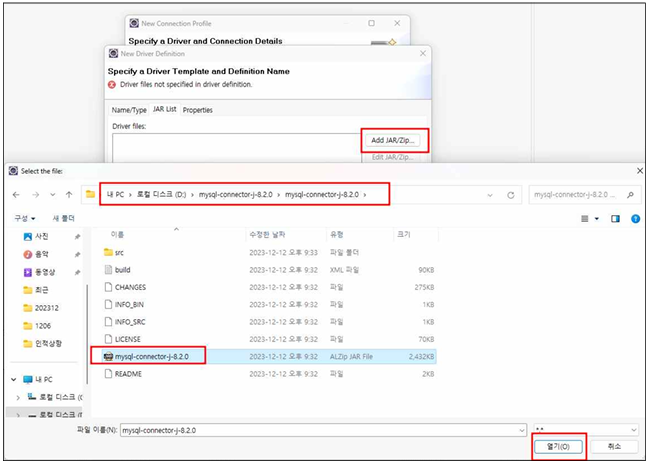 New Connection Profile
Specify a Driver and Connection Details
New Driver Definition
Specify a Driver Template and Definition Name
Driver files not specified in driver definition.
Name/Type JAR List Properties
Driver files:
Add JAR/Zip...
Edit JAR/Zip...
Select the file:
내 PC > 로컬 디스크 (D:) > mysql-connector-j-8.2.0 > mysql-connector-j-8.2.0 >
mysql-connector-j-8.2.0 ...
구성 새 폴더
이름 수정한 날짜 유형 크기
사진
음악
동영상
최근
202312
1206
인적상황
내 PC
로컬 디스크 (
로컬 디스크 (
src 2023-12-12 오후 9:33 파일 폴더
build 2023-12-12 오후 9:32 XML 파일 90KB
CHANGES 2023-12-12 오후 9:32 파일 275KB
INFO_BIN 2023-12-12 오후 9:32 파일 1KB
INFO_SRC 2023-12-12 오후 9:32 파일 1KB
LICENSE 2023-12-12 오후 9:32 파일 70KB
mysql-connector-j-8.2.0 2023-12-12 오후 9:32 ALZip JAR File 2,432KB
README 2023-12-12 오후 9:32 파일 2KB
파일 이름(N): mysql-connector-j-8.2.0
*.*
열기(O) 취소